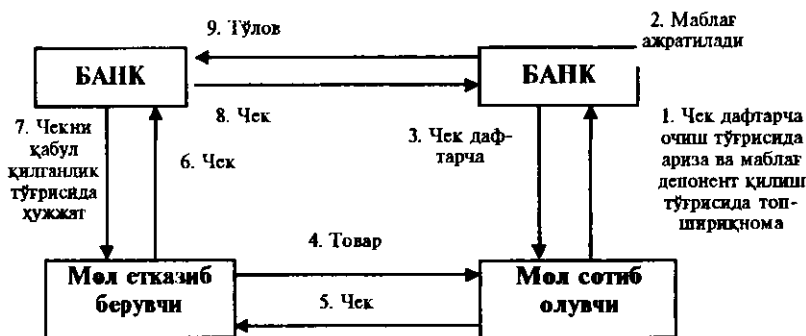 9. Тўлов
2. Маблағ
ажратилади
БАНК
БАНК
8. Чек
7. Чекни
қабул
қилганлик
тўғрисида
ҳужжат
6. Чек
3. Чек даф-
тарча
1. Чек дафтарча
очиш тўғрисида
ариза ва маблағ
депонент қилиш
тўғрисида топ-
шириқнома
4. Товар
Мол етказиб
берувчи
Мол сотиб
олувчи
5. Чек